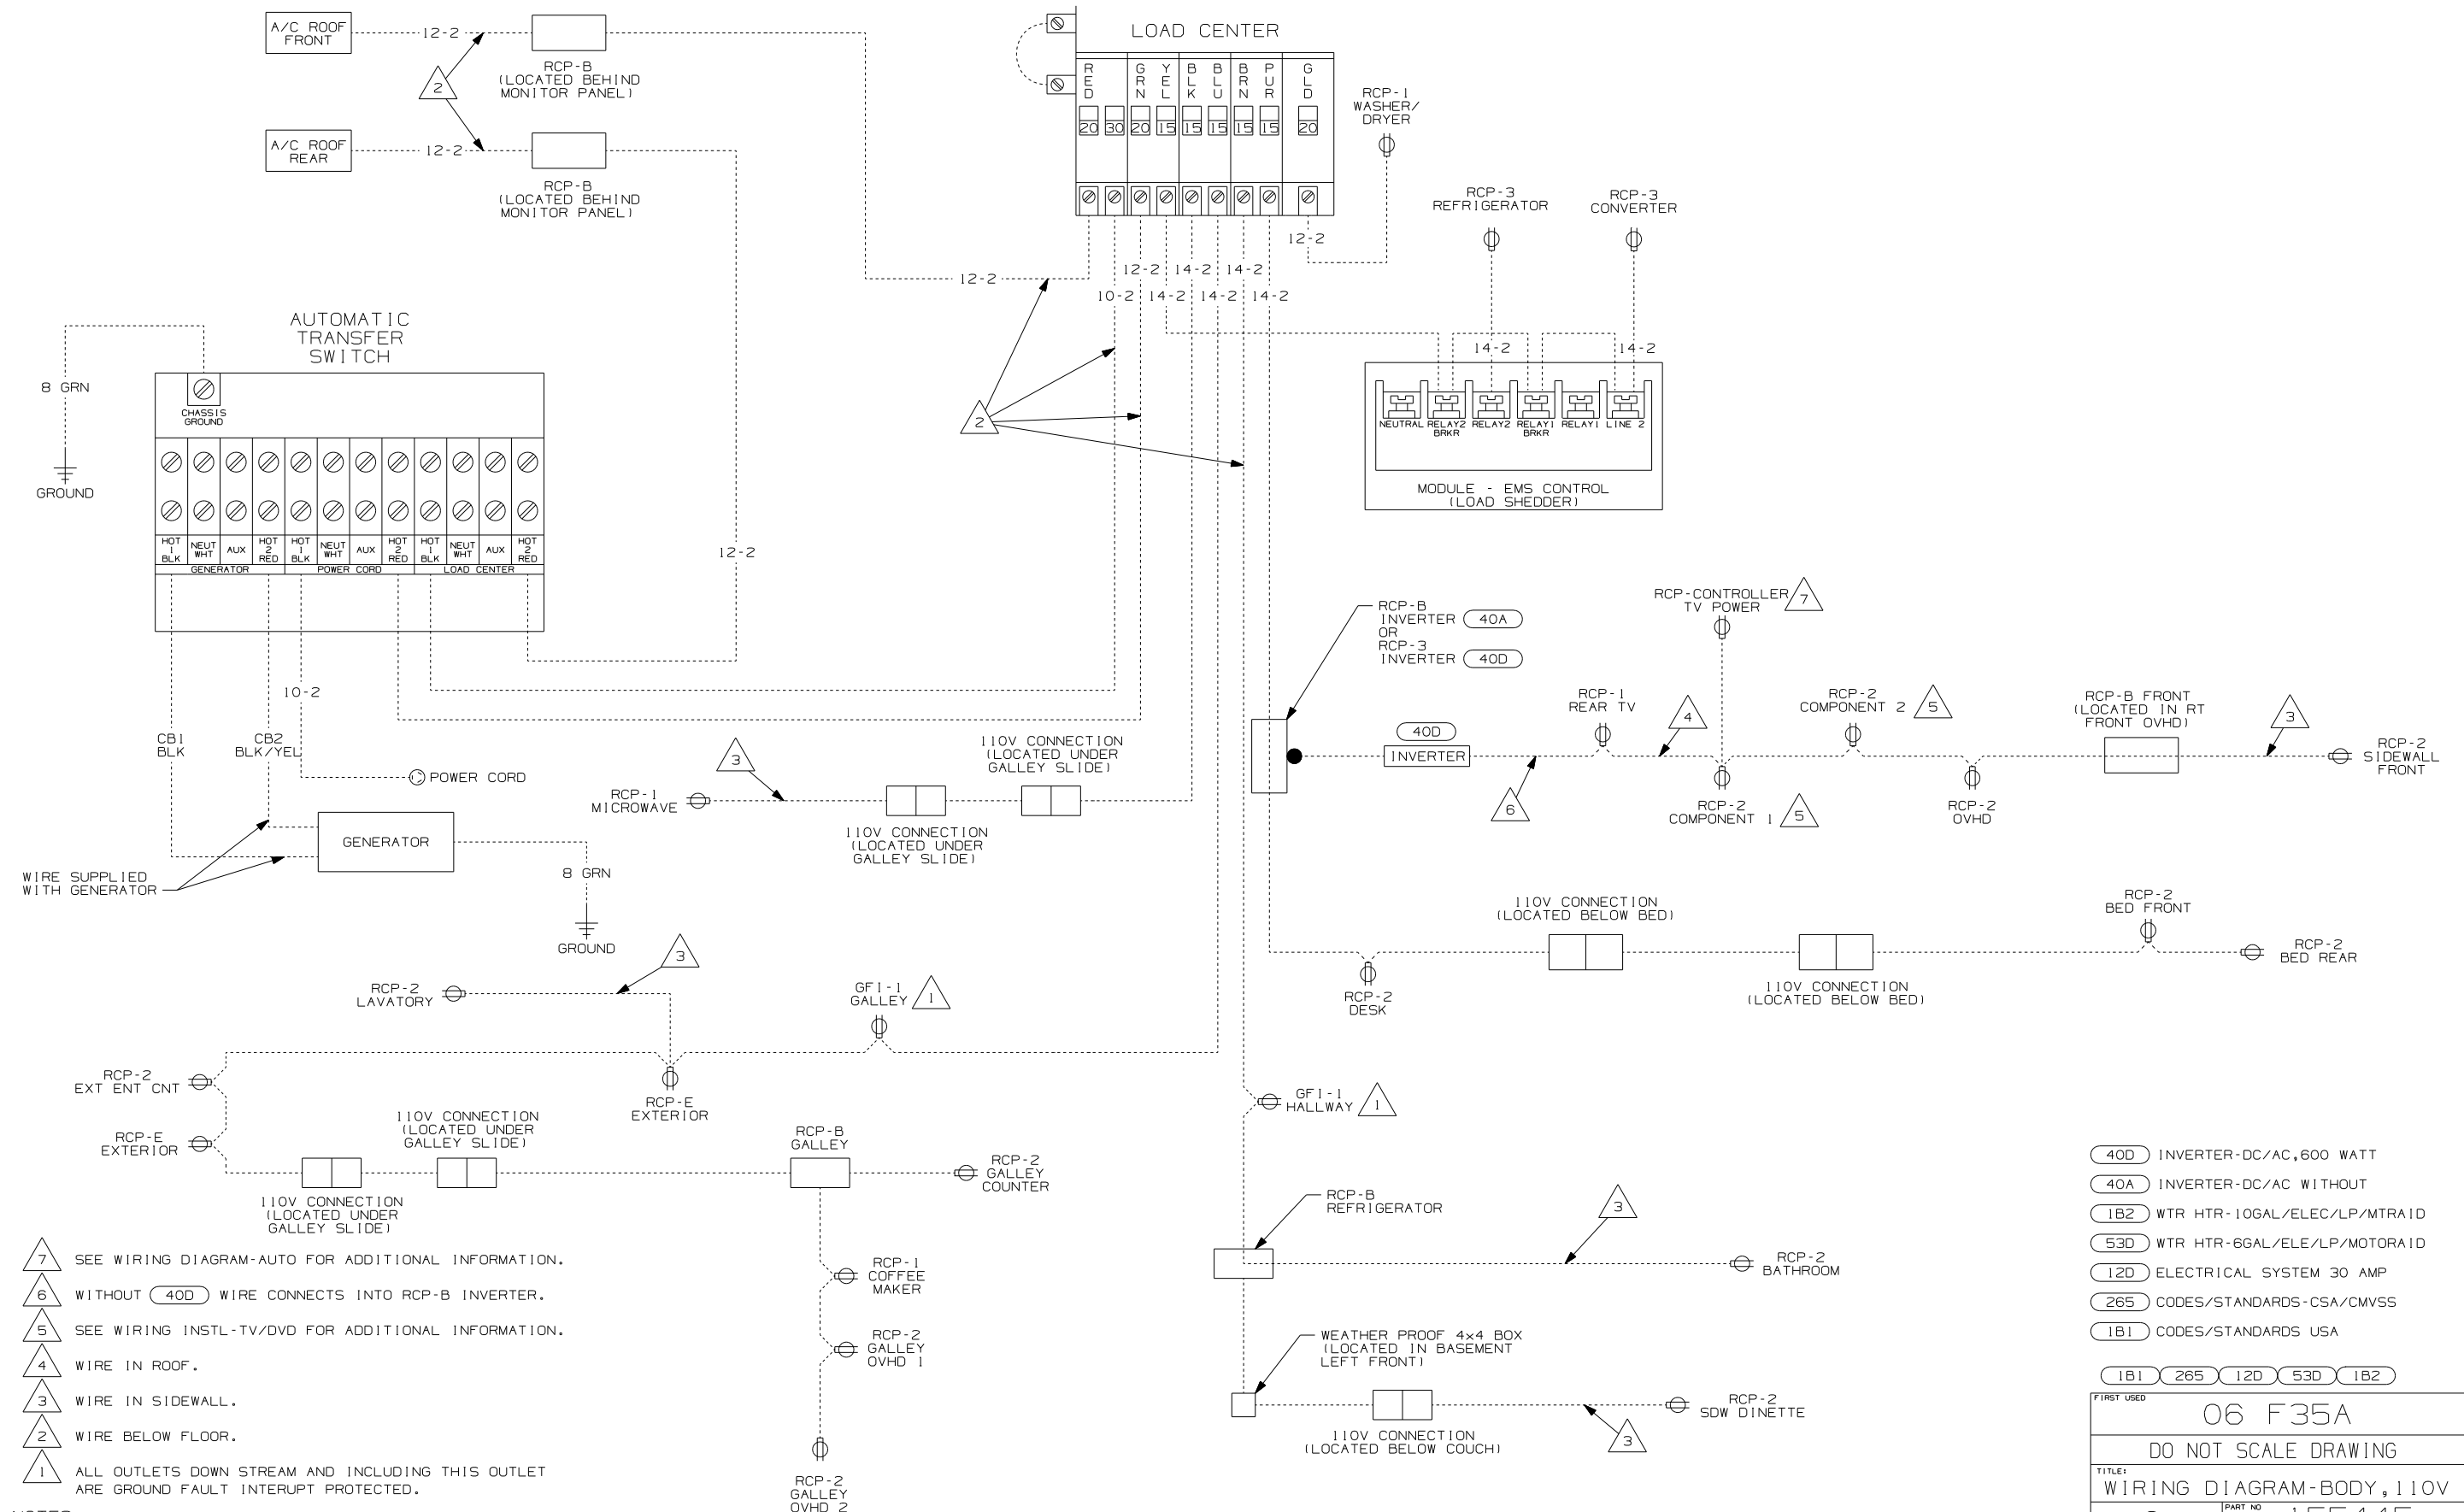 A/C ROOF
FRONT
12-2
RCP-B
(LOCATED BEHIND
MONITOR PANEL)
2
A/C ROOF
REAR
12-2
RCP-B
(LOCATED BEHIND
MONITOR PANEL)
12-2
LOAD CENTER
RED
GRN
YEL
BLK
BLU
BRN
PUR
GLD
20
30
20
15
15
15
15
15
20
RCP-1
WASHER/
DRYER
12-2
RCP-3
REFRIGERATOR
RCP-3
CONVERTER
12-2
12-2
14-2
14-2
10-2
14-2
14-2
14-2
14-2
14-2
2
NEUTRAL
RELAY2
BRKR
RELAY2
RELAY1
BRKR
RELAY1
LINE 2
MODULE - EMS CONTROL
(LOAD SHEDDER)
AUTOMATIC
TRANSFER
SWITCH
8 GRN
GROUND
CHASSIS
GROUND
HOT
1
BLK
NEUT
WHT
AUX
HOT
2
RED
HOT
1
BLK
NEUT
WHT
AUX
HOT
2
RED
HOT
1
BLK
NEUT
WHT
AUX
HOT
2
RED
GENERATOR
POWER CORD
LOAD CENTER
10-2
CB1
BLK
CB2
BLK/YEL
POWER CORD
GENERATOR
WIRE SUPPLIED
WITH GENERATOR
8 GRN
GROUND
RCP-1
MICROWAVE
3
110V CONNECTION
(LOCATED UNDER
GALLEY SLIDE)
110V CONNECTION
(LOCATED UNDER
GALLEY SLIDE)
RCP-B
INVERTER 40A
OR
RCP-3
INVERTER 40D
40D
INVERTER
6
RCP-1
REAR TV
4
RCP-CONTROLLER
TV POWER
7
RCP-2
COMPONENT 1
5
RCP-2
COMPONENT 2
5
RCP-2
OVHD
RCP-B FRONT
(LOCATED IN RT
FRONT OVHD)
3
RCP-2
SIDEWALL
FRONT
RCP-2
DESK
110V CONNECTION
(LOCATED BELOW BED)
110V CONNECTION
(LOCATED BELOW BED)
RCP-2
BED FRONT
RCP-2
BED REAR
RCP-2
LAVATORY
3
GFI-1
GALLEY
1
RCP-2
EXT ENT CNT
RCP-E
EXTERIOR
RCP-E
EXTERIOR
110V CONNECTION
(LOCATED UNDER
GALLEY SLIDE)
110V CONNECTION
(LOCATED UNDER
GALLEY SLIDE)
RCP-B
GALLEY
RCP-2
GALLEY
COUNTER
RCP-1
COFFEE
MAKER
RCP-2
GALLEY
OVHD 1
RCP-2
GALLEY
OVHD 2
GFI-1
HALLWAY
1
RCP-B
REFRIGERATOR
3
RCP-2
BATHROOM
WEATHER PROOF 4x4 BOX
(LOCATED IN BASEMENT
LEFT FRONT)
110V CONNECTION
(LOCATED BELOW COUCH)
3
RCP-2
SDW DINETTE
7 SEE WIRING DIAGRAM-AUTO FOR ADDITIONAL INFORMATION.
6 WITHOUT 40D WIRE CONNECTS INTO RCP-B INVERTER.
5 SEE WIRING INSTL-TV/DVD FOR ADDITIONAL INFORMATION.
4 WIRE IN ROOF.
3 WIRE IN SIDEWALL.
2 WIRE BELOW FLOOR.
1 ALL OUTLETS DOWN STREAM AND INCLUDING THIS OUTLET
ARE GROUND FAULT INTERUPT PROTECTED.
40D INVERTER-DC/AC,600 WATT
40A INVERTER-DC/AC WITHOUT
1B2 WTR HTR-10GAL/ELEC/LP/MTRAID
53D WTR HTR-6GAL/ELE/LP/MOTORAID
12D ELECTRICAL SYSTEM 30 AMP
265 CODES/STANDARDS-CSA/CMVSS
1B1 CODES/STANDARDS USA
1B1 265 12D 53D 1B2
FIRST USED
06 F35A
DO NOT SCALE DRAWING
TITLE:
WIRING DIAGRAM-BODY,110V
PART NO